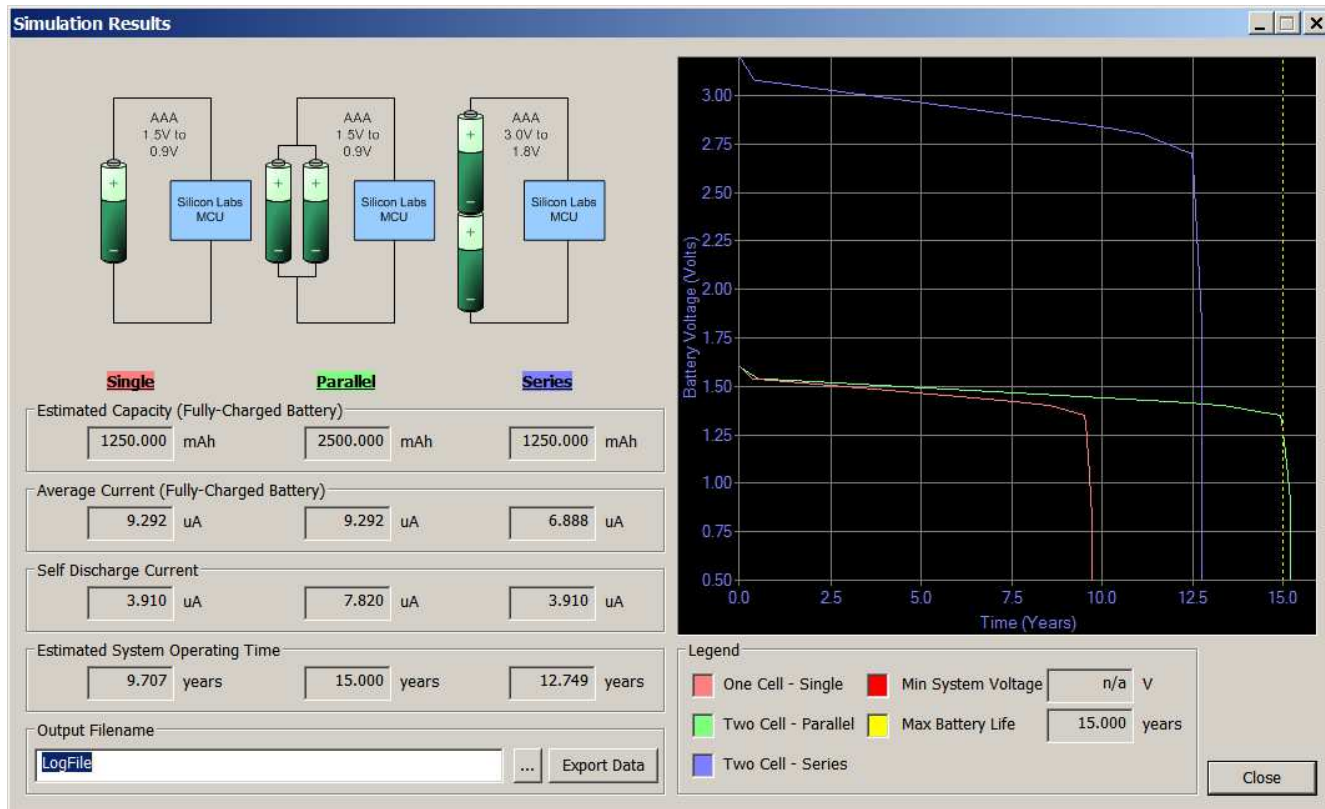 Simulation Results
AAA
1.5V to
0.9V
+
Silicon Labs
MCU
–
AAA
1.5V to
0.9V
+ +
Silicon Labs
MCU
– –
AAA
3.0V to
1.8V
+
Silicon Labs
MCU
–
+
–
Single Parallel Series
Estimated Capacity (Fully-Charged Battery)
1250.000 mAh 2500.000 mAh 1250.000 mAh
Average Current (Fully-Charged Battery)
9.292 uA 9.292 uA 6.888 uA
Self Discharge Current
3.910 uA 7.820 uA 3.910 uA
Estimated System Operating Time
9.707 years 15.000 years 12.749 years
Output Filename
LogFile ... Export Data
Battery Voltage (Volts)
3.00
2.75
2.50
2.25
2.00
1.75
1.50
1.25
1.00
0.75
0.50
0.0 2.5 5.0 7.5 10.0 12.5 15.0
Time (Years)
Legend
One Cell - Single Min System Voltage n/a V
Two Cell - Parallel Max Battery Life 15.000 years
Two Cell - Series
Close